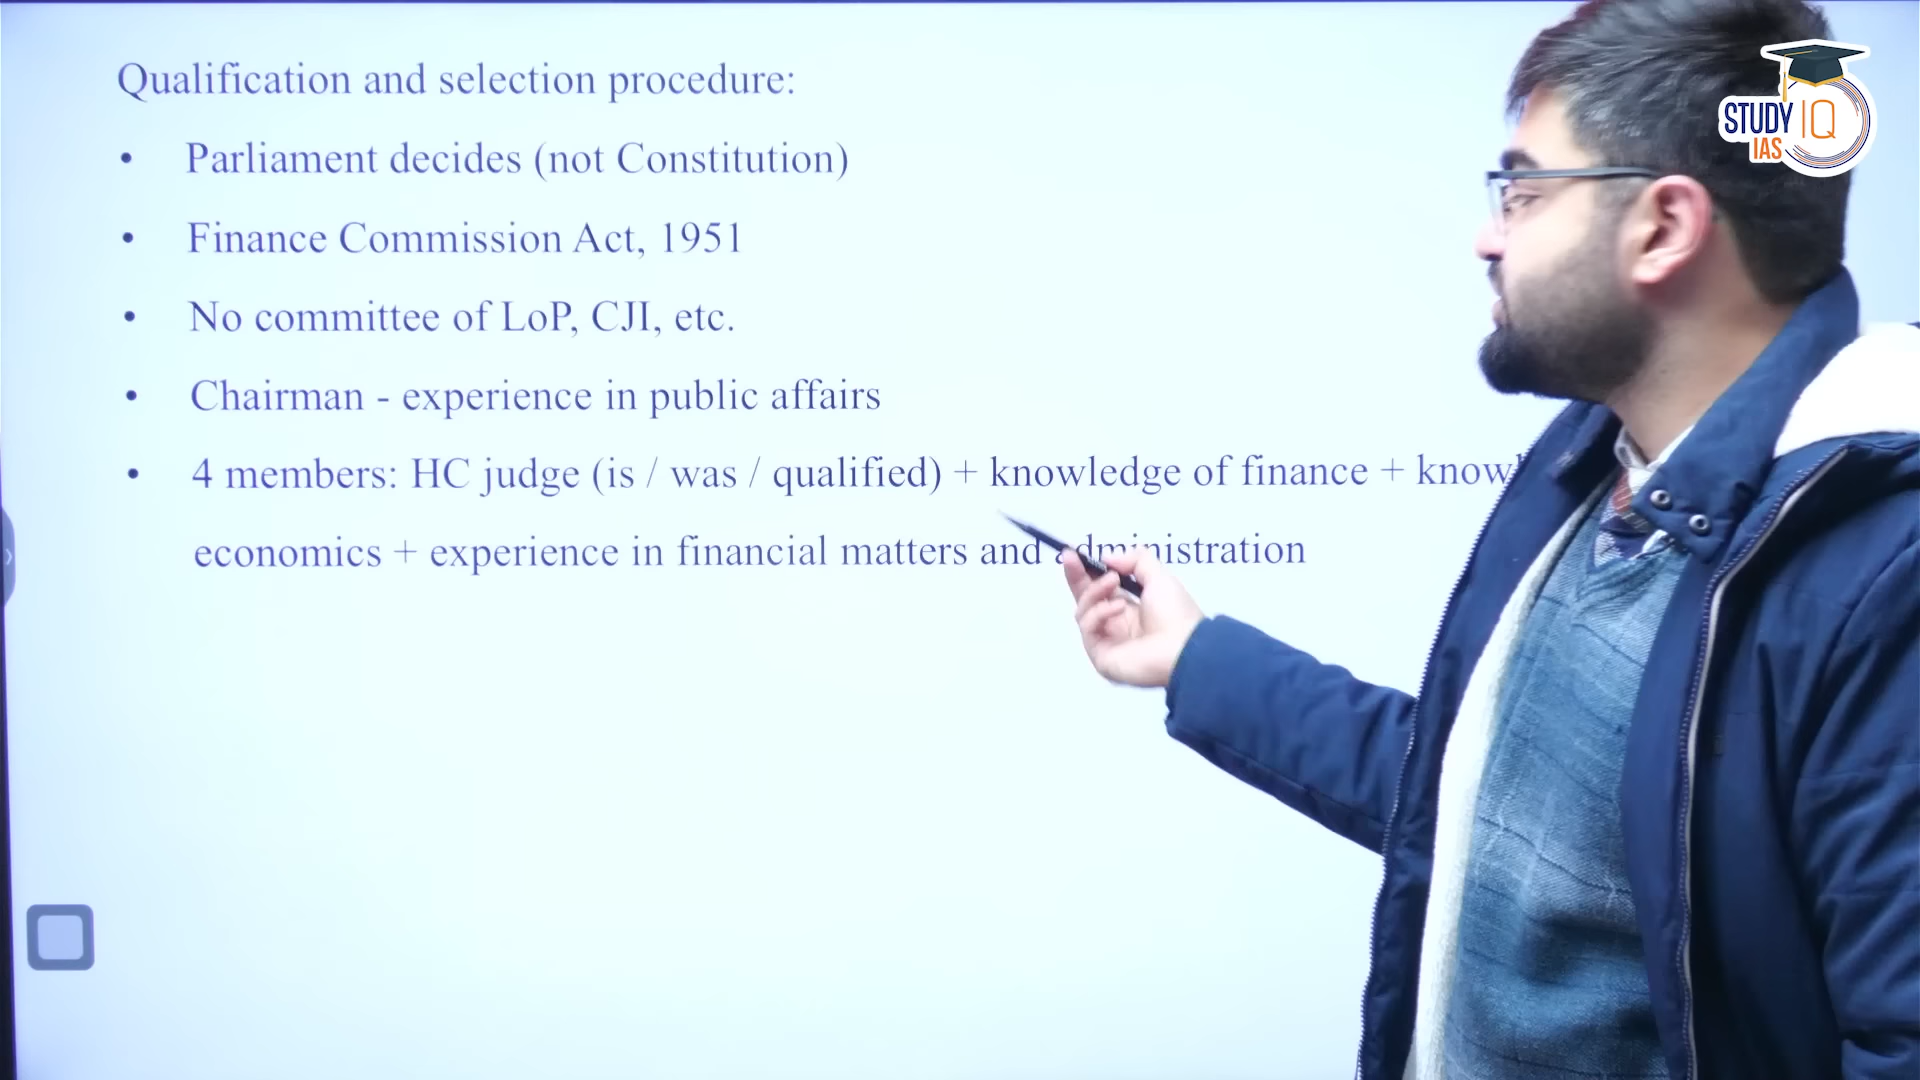 Qualification and selection procedure:
• Parliament decides (not Constitution)
• Finance Commission Act, 1951
• No committee of LoP, CJI, etc.
• Chairman - experience in public affairs
• 4 members: HC judge (is / was / qualified) + knowledge of finance +
economics + experience in financial matters and administration
STUDY IQ
IAS